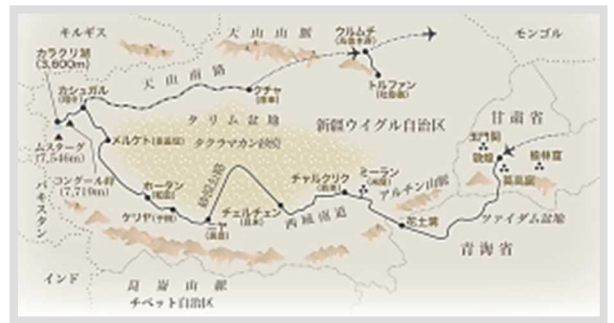 キルギス
天山山脈
ウルムチ
モンゴル
カラクリ湖
(3,600m)
カシュガル
天山南路
クチャ
トルファン
タリム盆地
タクラマカン砂漠
新疆ウイグル自治区
甘粛省
玉門関
敦煌
楡林窟
莫高窟
ムスターグ
(7,546m)
メルケト
コングール峰
(7,719m)
パキスタン
ホータン
ケリヤ
ニヤ
チェルチェン
チャルクリク
ミーラン
アルチン山脈
西域南道
花土溝
ツァイダム盆地
青海省
インド
崑崙山脈
チベット自治区